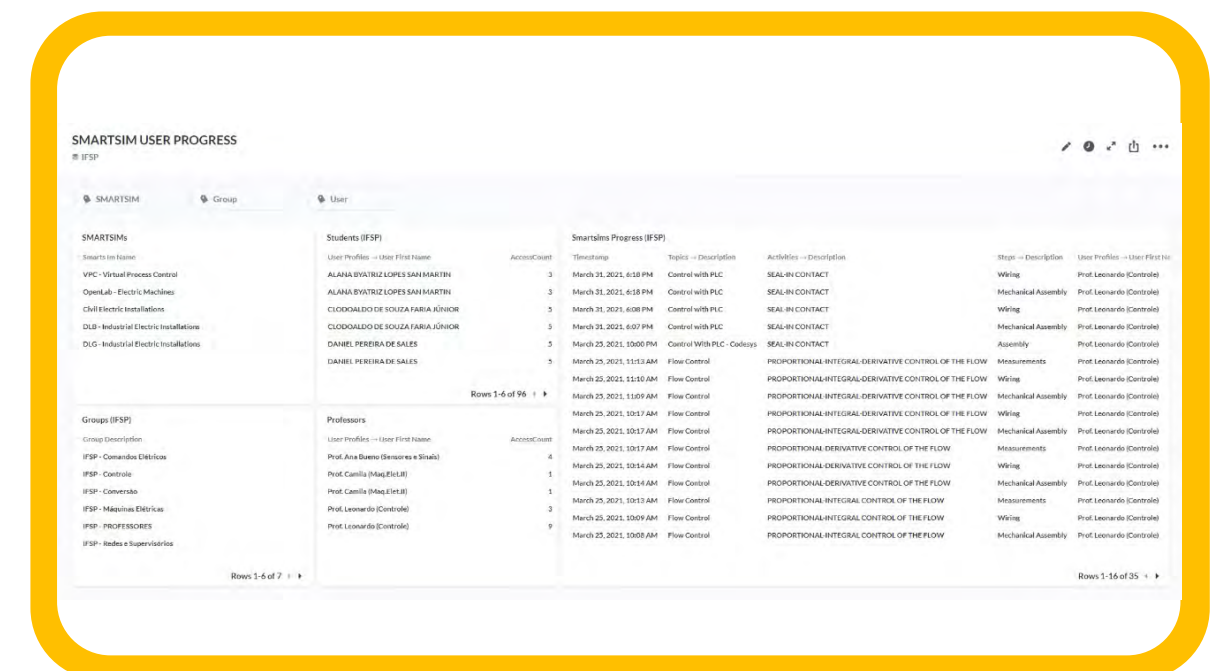 SMARTSIM USER PROGRESS
IFSP
SMARTSIM Group User
SMARTSIMs
Smarts Im Name
VPC - Virtual Process Control
OpenLab - Electric Machines
Civil Electric Installations
DLB - Industrial Electric Installations
DLG - Industrial Electric Installations
Students (IFSP)
User Profiles → User First Name AccessCount
ALANA BYATRIZ LOPES SAN MARTIN 3
ALANA BYATRIZ LOPES SAN MARTIN 3
CLODOALDO DE SOUZA FARIA JÚNIOR 5
CLODOALDO DE SOUZA FARIA JÚNIOR 5
DANIEL PEREIRA DE SALES 5
DANIEL PEREIRA DE SALES 5
Rows 1-6 of 96
Groups (IFSP)
Group Description
IFSP - Comandos Elétricos
IFSP - Controle
IFSP - Conversão
IFSP - Máquinas Elétricas
IFSP - PROFESSORES
IFSP - Redes e Supervisórios
Rows 1-6 of 7
Professors
User Profiles → User First Name AccessCount
Prof. Ana Bueno (Sensores e Sinais) 4
Prof. Camila (Maq.Elet.II) 1
Prof. Camila (Maq.Elet.II) 1
Prof. Leonardo (Controle) 3
Prof. Leonardo (Controle) 9
Smartsims Progress (IFSP)
Timestamp Topics → Description Activities → Description Steps → Description User Profiles → User First Na
March 31, 2021, 6:18 PM Control with PLC SEAL-IN CONTACT Wiring Prof. Leonardo (Controle)
March 31, 2021, 6:18 PM Control with PLC SEAL-IN CONTACT Mechanical Assembly Prof. Leonardo (Controle)
March 31, 2021, 6:08 PM Control with PLC SEAL-IN CONTACT Wiring Prof. Leonardo (Controle)
March 31, 2021, 6:07 PM Control with PLC SEAL-IN CONTACT Mechanical Assembly Prof. Leonardo (Controle)
March 25, 2021, 10:00 PM Control With PLC - Codesys SEAL-IN CONTACT Assembly Prof. Leonardo (Controle)
March 25, 2021, 11:13 AM Flow Control PROPORTIONAL-INTEGRAL-DERIVATIVE CONTROL OF THE FLOW Measurements Prof. Leonardo (Controle)
March 25, 2021, 11:10 AM Flow Control PROPORTIONAL-INTEGRAL-DERIVATIVE CONTROL OF THE FLOW Wiring Prof. Leonardo (Controle)
March 25, 2021, 11:09 AM Flow Control PROPORTIONAL-INTEGRAL-DERIVATIVE CONTROL OF THE FLOW Mechanical Assembly Prof. Leonardo (Controle)
March 25, 2021, 10:17 AM Flow Control PROPORTIONAL-INTEGRAL-DERIVATIVE CONTROL OF THE FLOW Wiring Prof. Leonardo (Controle)
March 25, 2021, 10:17 AM Flow Control PROPORTIONAL-INTEGRAL-DERIVATIVE CONTROL OF THE FLOW Mechanical Assembly Prof. Leonardo (Controle)
March 25, 2021, 10:17 AM Flow Control PROPORTIONAL-DERIVATIVE CONTROL OF THE FLOW Measurements Prof. Leonardo (Controle)
March 25, 2021, 10:14 AM Flow Control PROPORTIONAL-DERIVATIVE CONTROL OF THE FLOW Wiring Prof. Leonardo (Controle)
March 25, 2021, 10:14 AM Flow Control PROPORTIONAL-DERIVATIVE CONTROL OF THE FLOW Mechanical Assembly Prof. Leonardo (Controle)
March 25, 2021, 10:13 AM Flow Control PROPORTIONAL-INTEGRAL CONTROL OF THE FLOW Measurements Prof. Leonardo (Controle)
March 25, 2021, 10:09 AM Flow Control PROPORTIONAL-INTEGRAL CONTROL OF THE FLOW Wiring Prof. Leonardo (Controle)
March 25, 2021, 10:08 AM Flow Control PROPORTIONAL-INTEGRAL CONTROL OF THE FLOW Mechanical Assembly Prof. Leonardo (Controle)
Rows 1-16 of 35